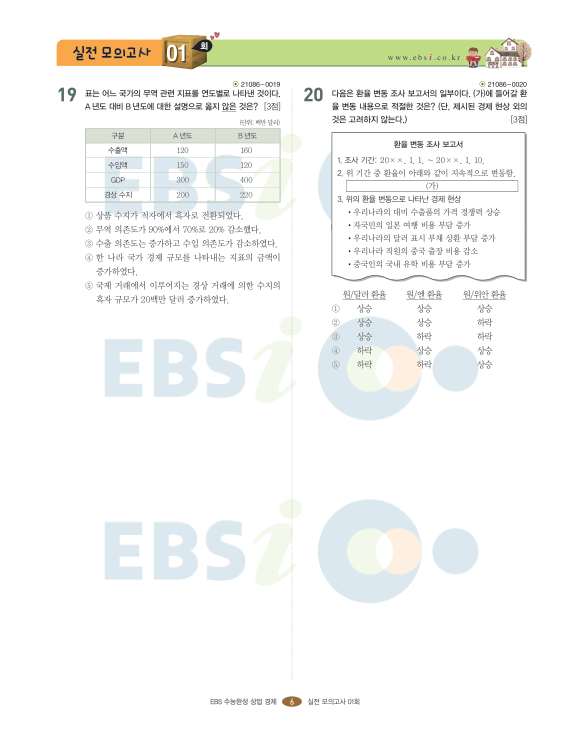 실전 모의고사 01 회
www.ebsi.co.kr
21086-0019
19 표는 어느 국가의 무역 관련 지표를 연도별로 나타낸 것이다.
A 년도 대비 B 년도에 대한 설명으로 옳지 않은 것은? [3점]
(단위: 백만 달러)
구분 A 년도 B 년도
수출액 120 160
수입액 150 120
GDP 300 400
경상 수지 200 220
① 상품 수지가 적자에서 흑자로 전환되었다.
② 무역 의존도가 90%에서 70%로 20% 감소했다.
③ 수출 의존도는 증가하고 수입 의존도가 감소하였다.
④ 한 나라 국가 경제 규모를 나타내는 지표의 금액이
증가하였다.
⑤ 국제 거래에서 이루어지는 경상 거래에 의한 수지의
흑자 규모가 20백만 달러 증가하였다.
21086-0020
20 다음은 환율 변동 조사 보고서의 일부이다. (가)에 들어갈 환
율 변동 내용으로 적절한 것은? (단, 제시된 경제 현상 외의
것은 고려하지 않는다.) [3점]
환율 변동 조사 보고서
1. 조사 기간: 20××. 1. 1. ~ 20××. 1. 10.
2. 위 기간 중 환율이 아래와 같이 지속적으로 변동함.
(가)
3. 위의 환율 변동으로 나타난 경제 현상
• 우리나라의 대미 수출품의 가격 경쟁력 상승
• 자국민의 일본 여행 비용 부담 증가
• 우리나라의 달러 표시 부채 상환 부담 증가
• 우리나라 직원의 중국 출장 비용 감소
• 중국인의 국내 유학 비용 부담 증가
원/달러 환율 원/엔 환율 원/위안 환율
① 상승 상승 상승
② 상승 상승 하락
③ 상승 하락 하락
④ 하락 상승 상승
⑤ 하락 하락 상승
EBSi
EBSi
EBSi
EBS 수능완성 상업 경제 6 실전 모의고사 01회